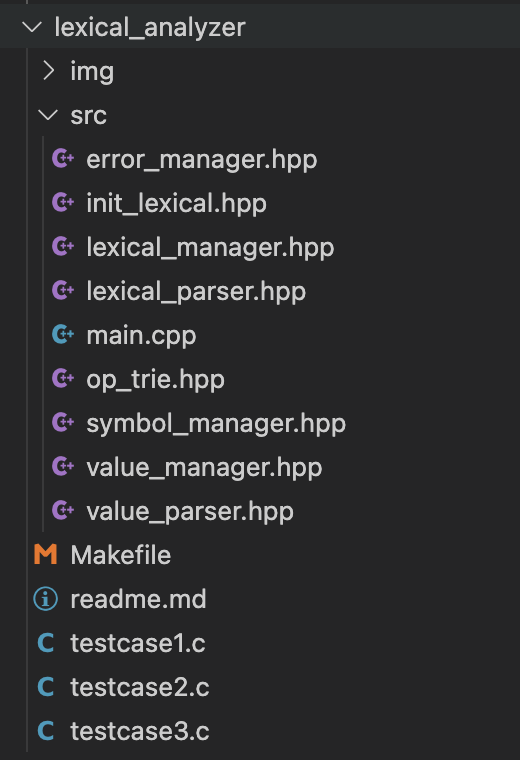 lexical_analyzer
img
src
error_manager.hpp
init_lexical.hpp
lexical_manager.hpp
lexical_parser.hpp
main.cpp
op_trie.hpp
symbol_manager.hpp
value_manager.hpp
value_parser.hpp
Makefile
readme.md
testcase1.c
testcase2.c
testcase3.c